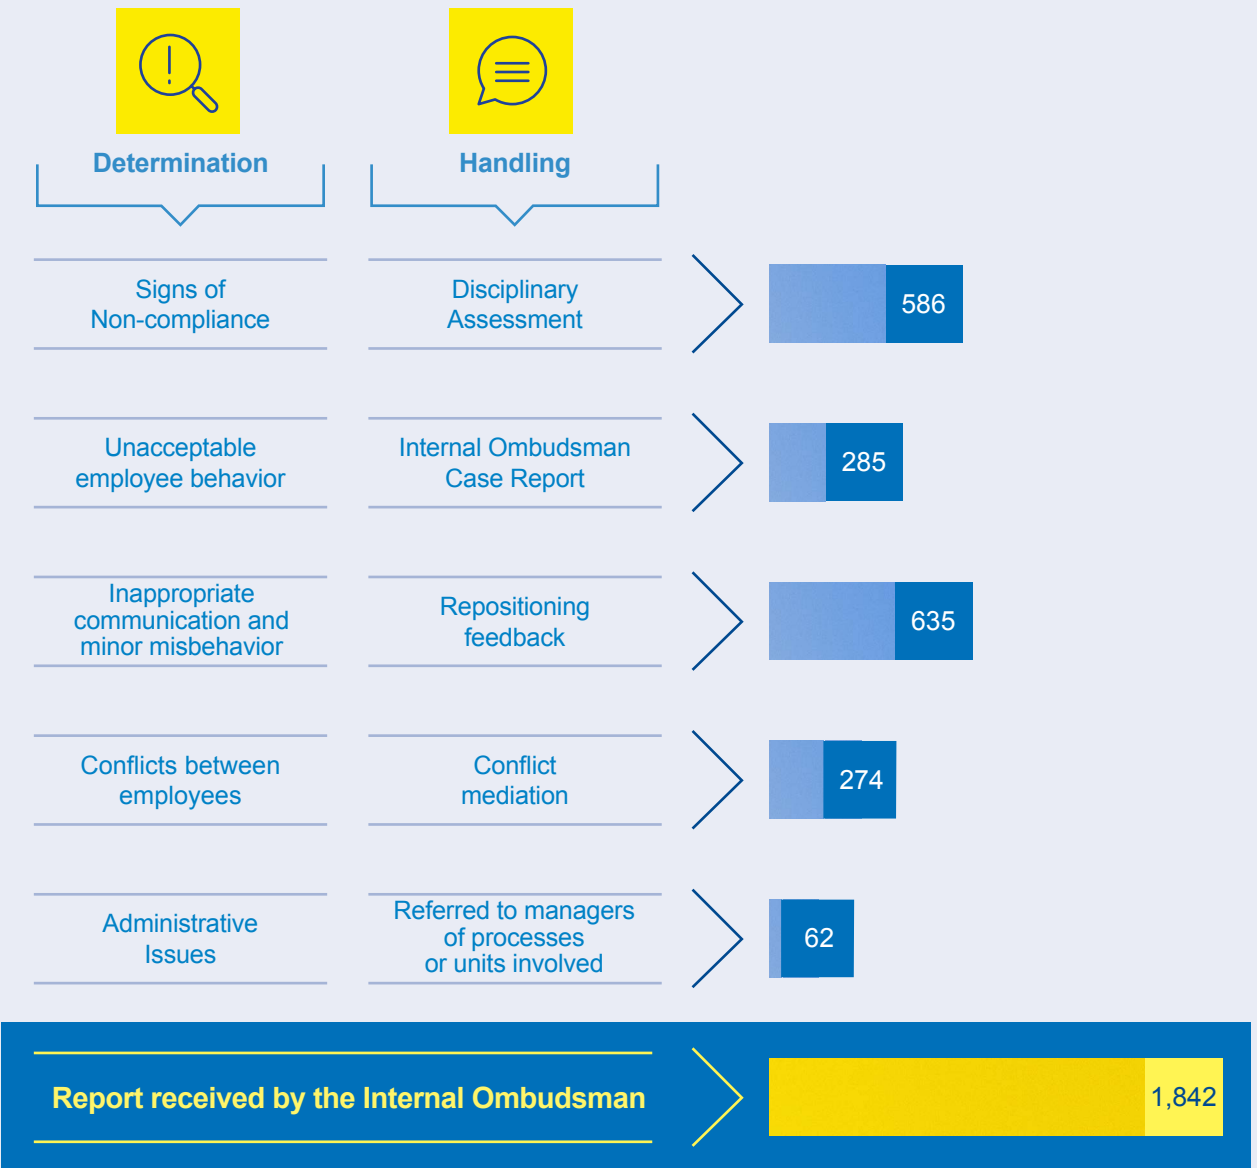 Determination
Handling
Signs of
Non-compliance
Disciplinary
Assessment
586
Unacceptable
employee behavior
Internal Ombudsman
Case Report
285
Inappropriate
communication and
minor misbehavior
Repositioning
feedback
635
Conflicts between
employees
Conflict
mediation
274
Administrative
Issues
Referred to managers
of processes
or units involved
62
Report received by the Internal Ombudsman
1,842